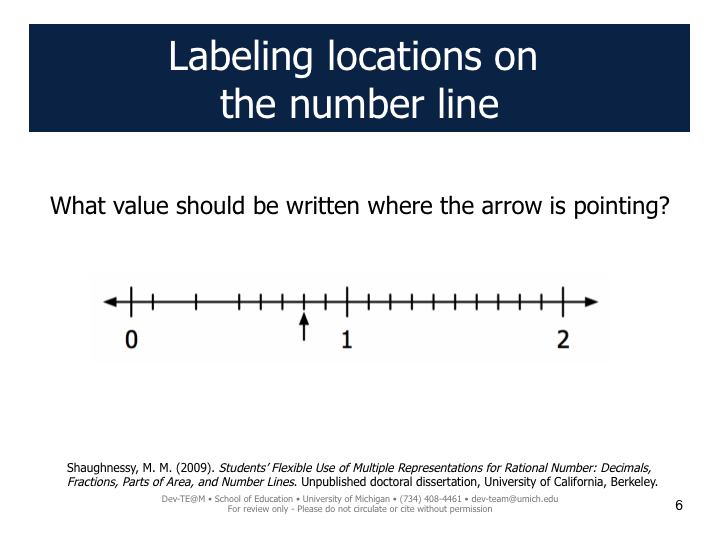 Labeling locations on
the number line
What value should be written where the arrow is pointing?
0 1 2
Shaughnessy, M. M. (2009). Students’ Flexible Use of Multiple Representations for Rational Number: Decimals,
Fractions, Parts of Area, and Number Lines. Unpublished doctoral dissertation, University of California, Berkeley.
Dev-TE@M • School of Education • University of Michigan • (734) 408-4461 • dev-team@umich.edu
For review only - Please do not circulate or cite without permission
6